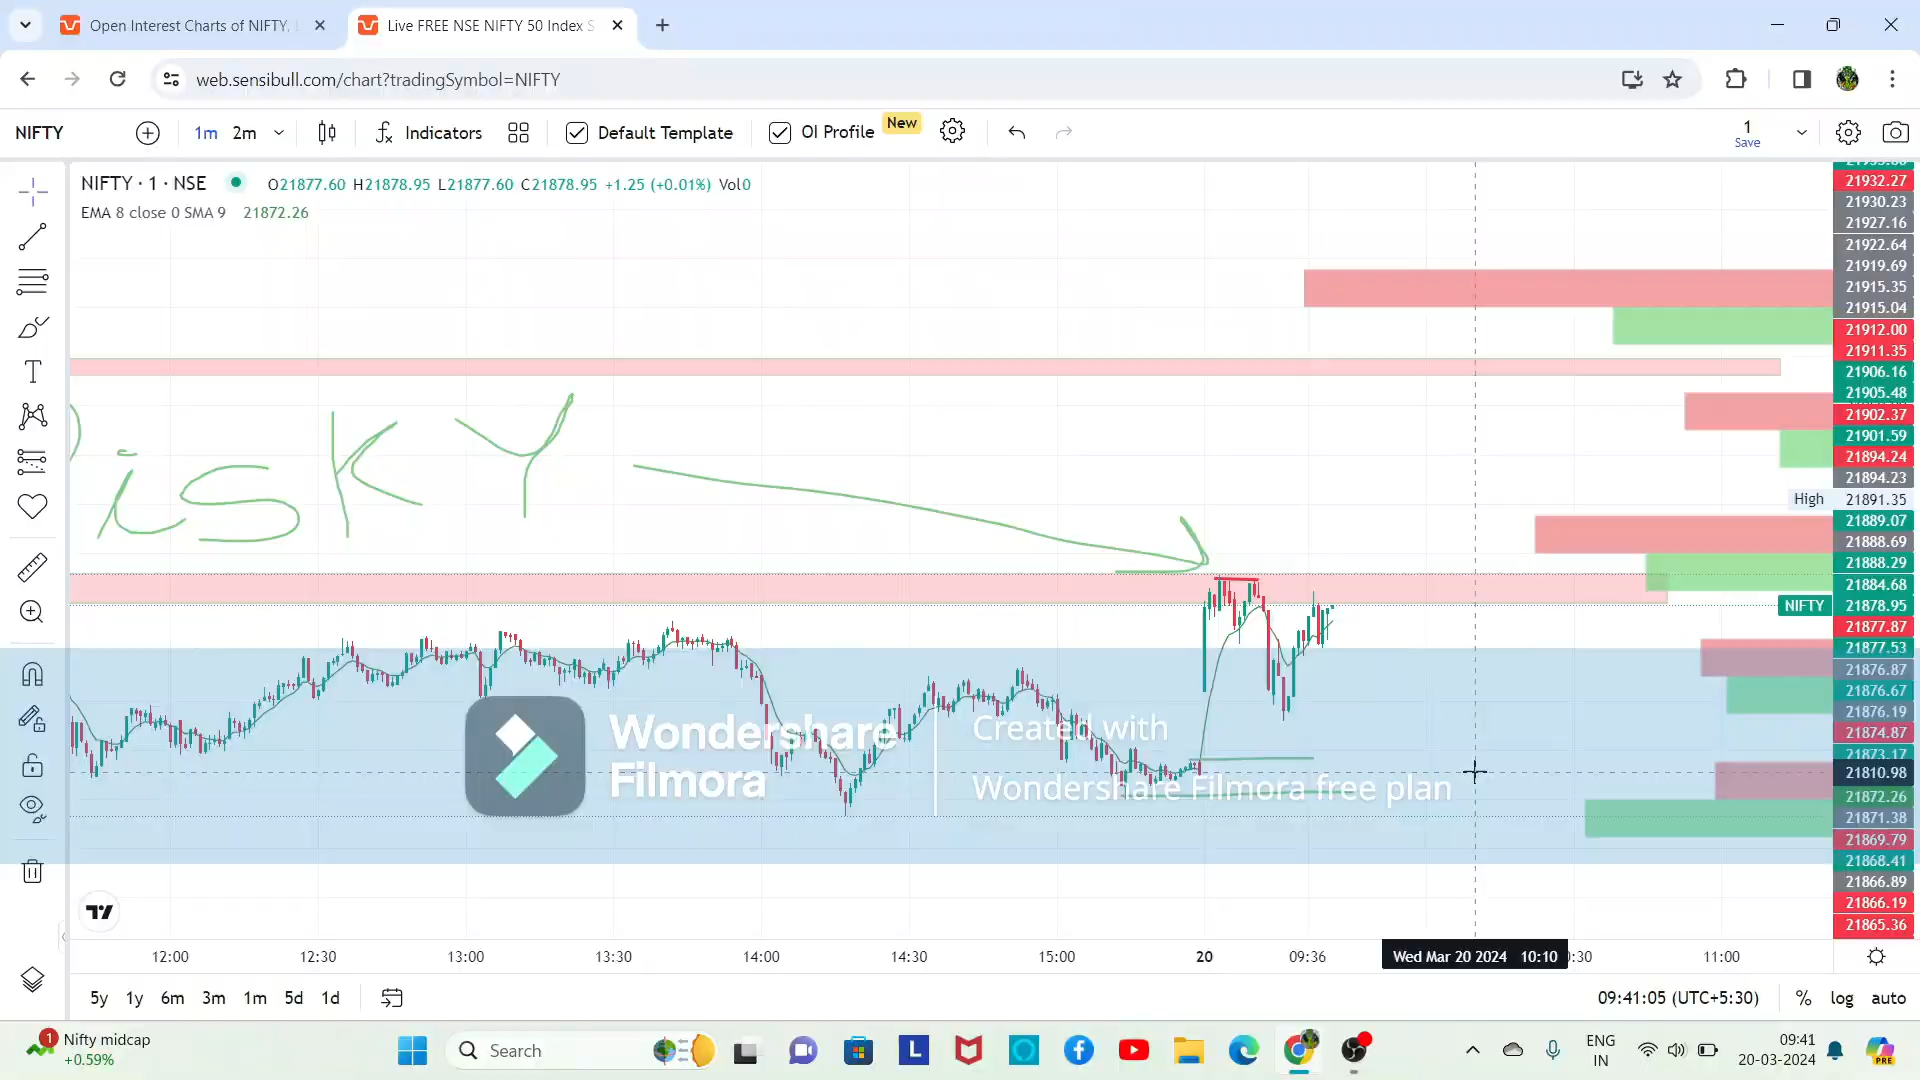 Open Interest Charts of NIFTY,
Live FREE NSE NIFTY 50 Index S
web.sensibull.com/chart?tradingSymbol=NIFTY
NIFTY 1m 2m Indicators Default Template OI Profile New 1 Save
NIFTY · 1 · NSE O21877.60 H21878.95 L21877.60 C21878.95 +1.25 (+0.01%) Vol0
EMA 8 close 0 SMA 9 21872.26
isKY
21932.27
21930.23
21927.16
21922.64
21919.69
21915.35
21915.04
21912.00
21911.35
21906.16
21905.48
21902.37
21901.59
21894.24
21894.23
High 21891.35
21889.07
21888.69
21888.29
21884.68
NIFTY 21878.95
21877.87
21877.53
21876.87
21876.67
21876.19
21874.87
21873.17
21810.98
21872.26
21871.38
21869.79
21868.41
21866.89
21866.19
21865.36
Wondershare
Filmora
Created with
Wondershare Filmora free plan
12:00 12:30 13:00 13:30 14:00 14:30 15:00 20 09:36 Wed Mar 20 2024 10:10 :30 11:00
5y 1y 6m 3m 1m 5d 1d 09:41:05 (UTC+5:30) % log auto
1 Nifty midcap
+0.59%
Search
L
ENG
IN
09:41
20-03-2024
PRE